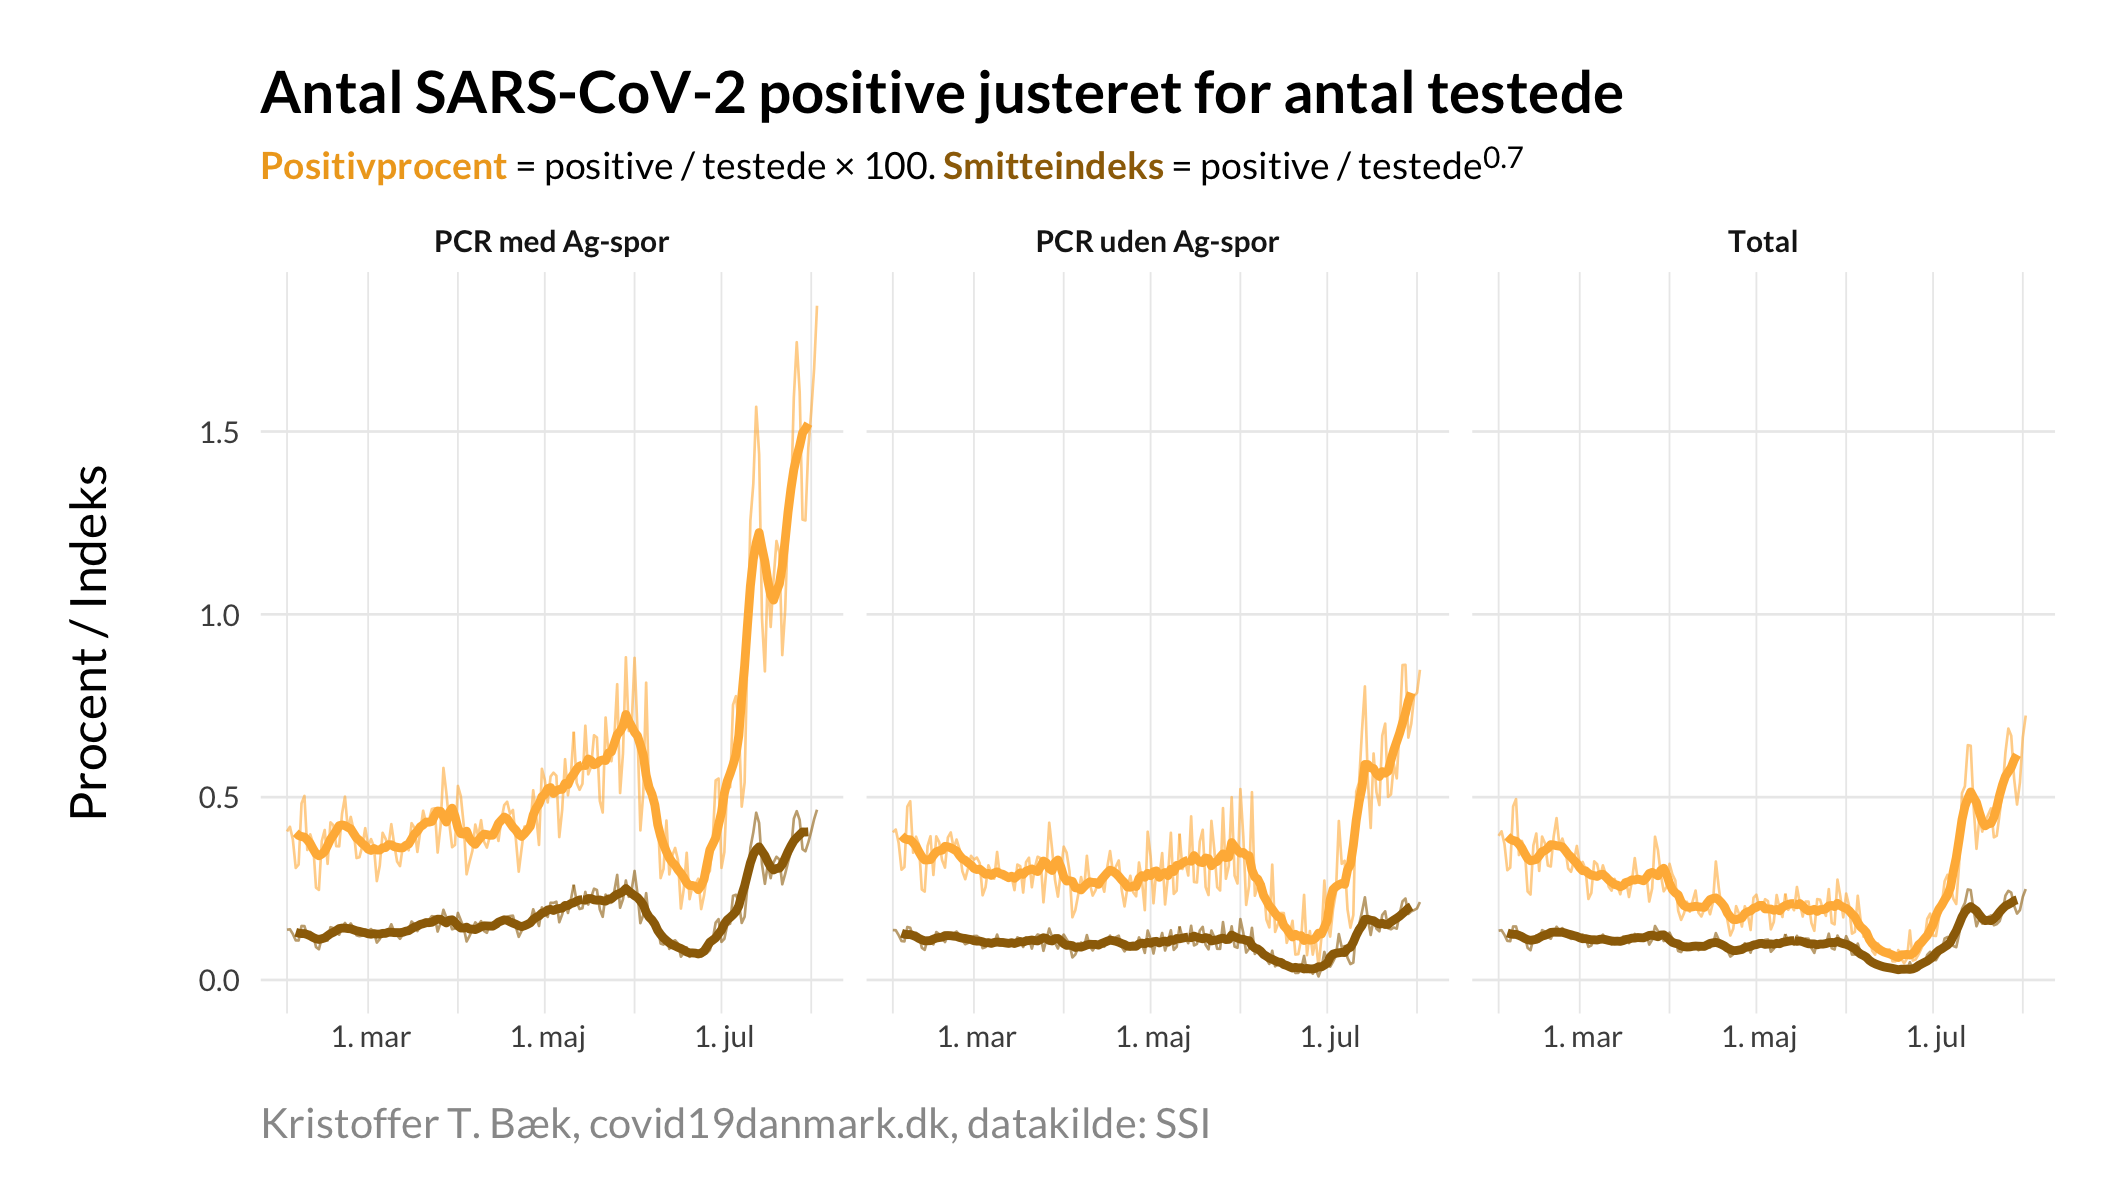 Antal SARS-CoV-2 positive justeret for antal testede
Positivprocent = positive / testede × 100. Smitteindeks = positive / testede^0.7
PCR med Ag-spor
PCR uden Ag-spor
Total
Procent / Indeks
1.5
1.0
0.5
0.0
1. mar
1. maj
1. jul
1. mar
1. maj
1. jul
1. mar
1. maj
1. jul
Kristoffer T. Bæk, covid19danmark.dk, datakilde: SSI